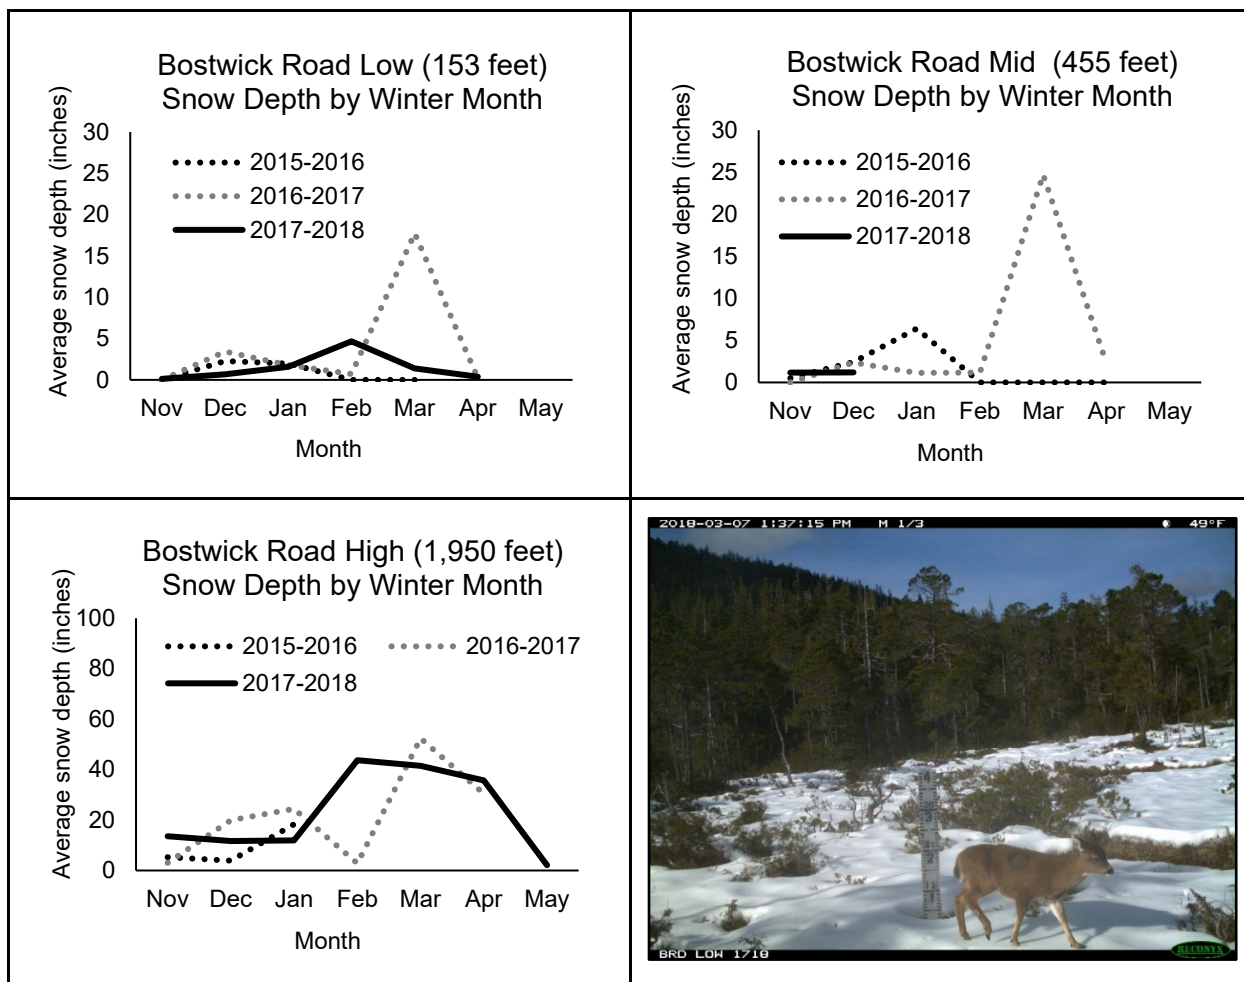 Bostwick Road Low (153 feet)
Snow Depth by Winter Month
Average snow depth (inches)
30
25
20
15
10
5
0
2015-2016
2016-2017
2017-2018
Nov Dec Jan Feb Mar Apr May
Month
Bostwick Road Mid (455 feet)
Snow Depth by Winter Month
Average snow depth (inches)
30
25
20
15
10
5
0
2015-2016
2016-2017
2017-2018
Nov Dec Jan Feb Mar Apr May
Month
Bostwick Road High (1,950 feet)
Snow Depth by Winter Month
Average snow depth (inches)
100
80
60
40
20
0
2015-2016 2016-2017
2017-2018
Nov Dec Jan Feb Mar Apr May
Month
2018-03-07 1:37:15 PM M 1/3 49°F
4
3
2
1
BRD LOW 1718
RECONYX